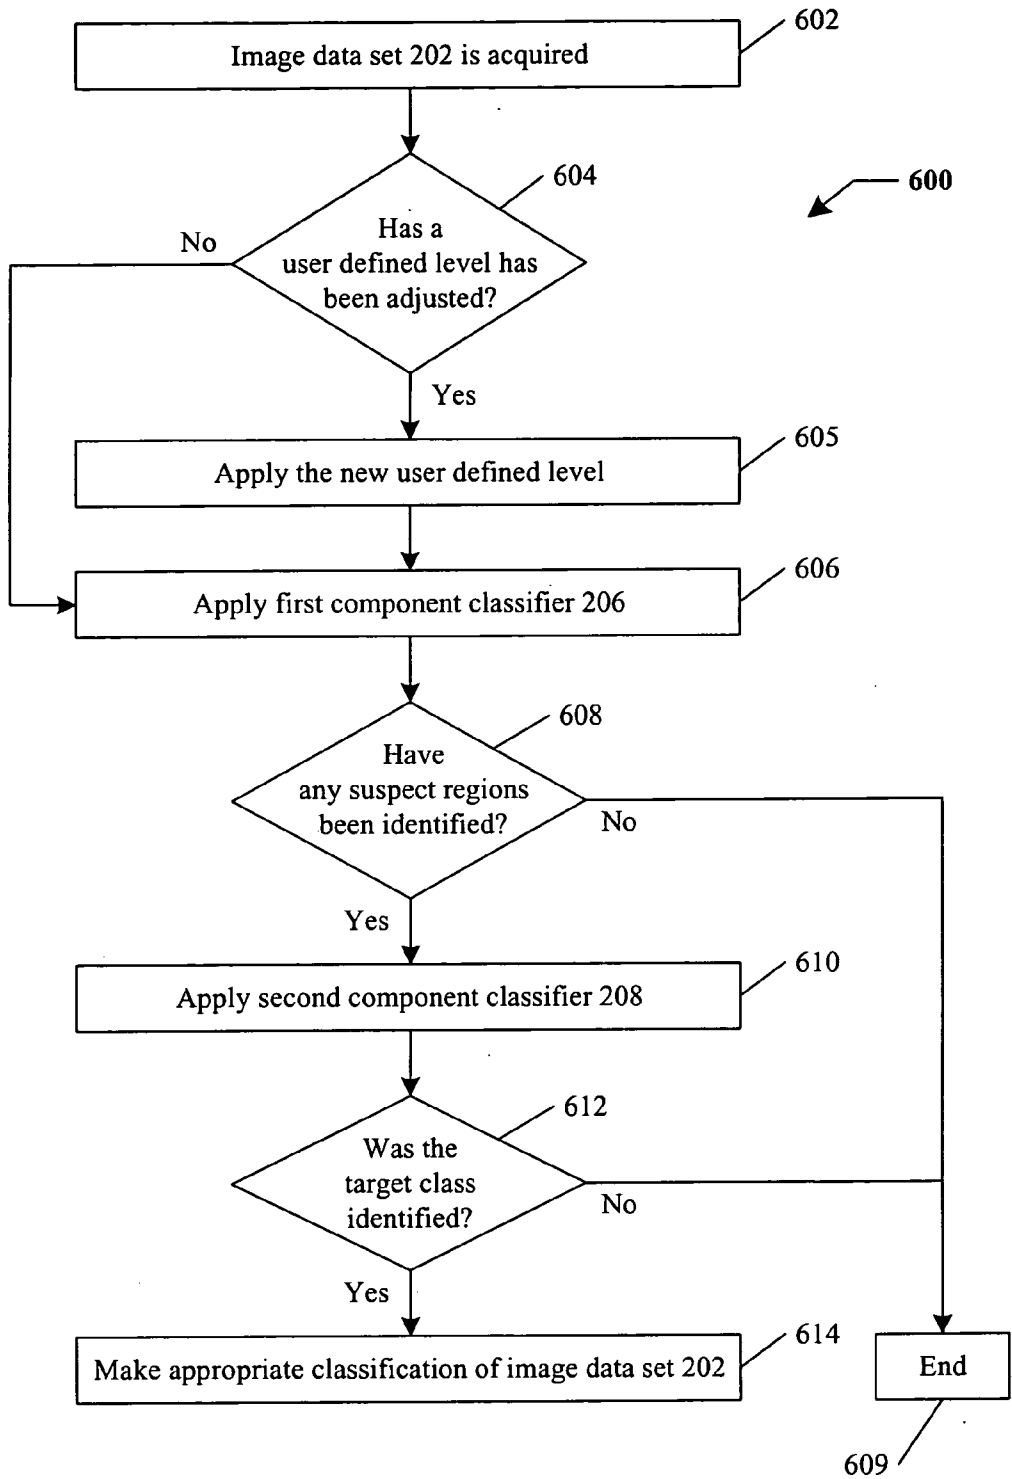 602
Image data set 202 is acquired
604
600
Has a
user defined level has
been adjusted?
No
Yes
605
Apply the new user defined level
606
Apply first component classifier 206
608
Have
any suspect regions
been identified?
No
Yes
610
Apply second component classifier 208
612
Was the
target class
identified?
No
Yes
614
Make appropriate classification of image data set 202
End
609